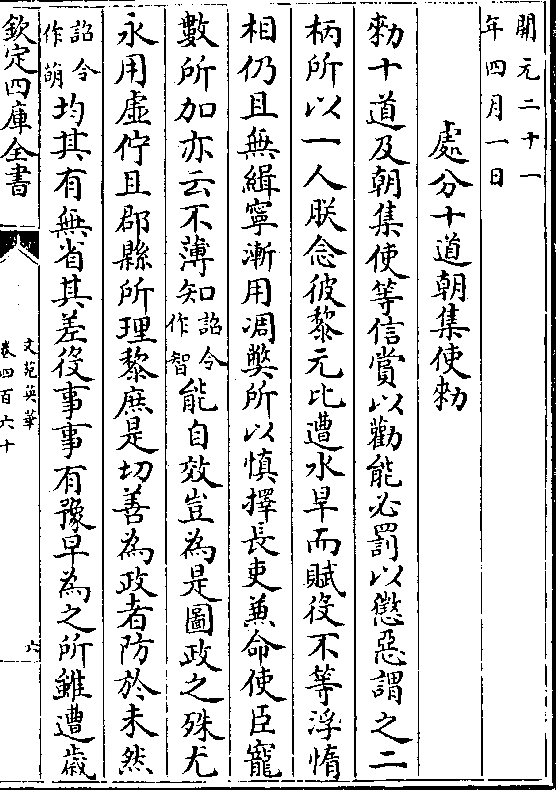 開元二十一
年四月一日
處分十道朝集使勑
勑十道及朝集使等信賞以勸能必罰以懲惡謂之二
柄所以一人朕念彼黎元比遭水旱而賦役不等浮惰
相仍且無緝寧漸用凋弊所以慎擇長吏兼命使臣寵
數所加亦云不薄知詔令作智能自效豈為是圖政之殊尤
永用虛佇且郡縣所理黎庶是切善為政者防於未然
詔令作萌均其有無省其差役事事有豫早為之所雖遭歲
欽定四庫全書
文苑英華
卷四百六十
六